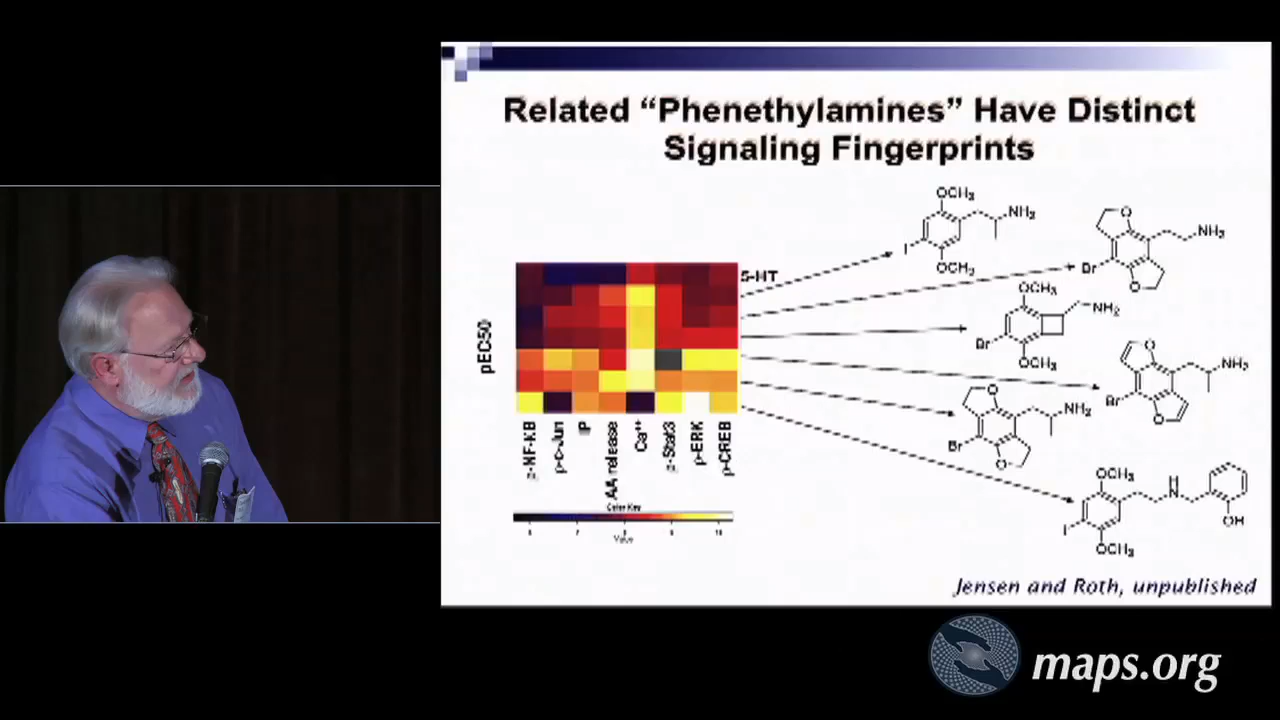 Related “Phenethylamines” Have Distinct
Signaling Fingerprints
OCH₃
NH₂
I
OCH₃
O
NH₂
Br
O
5-HT
OCH₃
NH₂
Br
OCH₃
pEC50
O
NH₂
Br
O
O
NH₂
Br
O
p-NF-KB
p-c-Jun
IP
AA release
Ca⁺⁺
p-Stat3
p-ERK
p-CREB
OCH₃
H
N
I
OH
OCH₃
Color Key
Value
Jensen and Roth, unpublished
maps.org